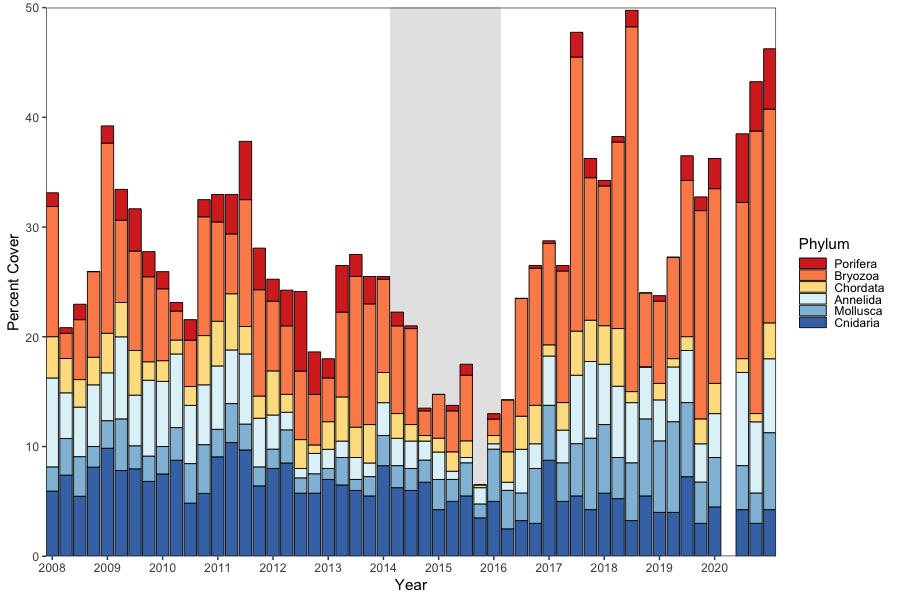 50
40
30
20
10
0
Percent Cover
2008 2009 2010 2011 2012 2013 2014 2015 2016 2017 2018 2019 2020
Year
Phylum
Porifera
Bryozoa
Chordata
Annelida
Mollusca
Cnidaria